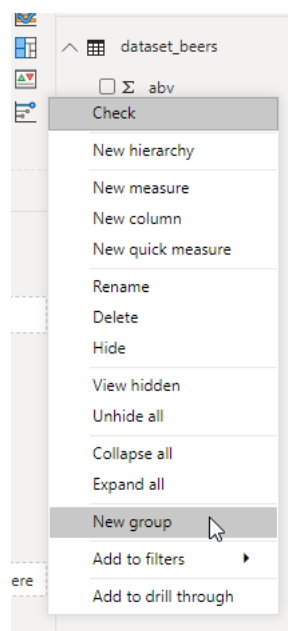 dataset_beers
Σ abv
Check
New hierarchy
New measure
New column
New quick measure
Rename
Delete
Hide
View hidden
Unhide all
Collapse all
Expand all
New group
Add to filters
ere
Add to drill through